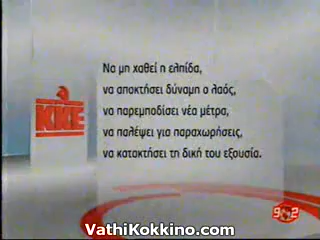 Να μη χαθεί η ελπίδα,
να αποκτήσει δύναμη ο λαός,
να παρεμποδίσει νέα μέτρα,
να παλέψει για παραχωρήσεις,
να κατακτήσει τη δική του εξουσία.
ΚΚΕ
902
VathiKokkino.com